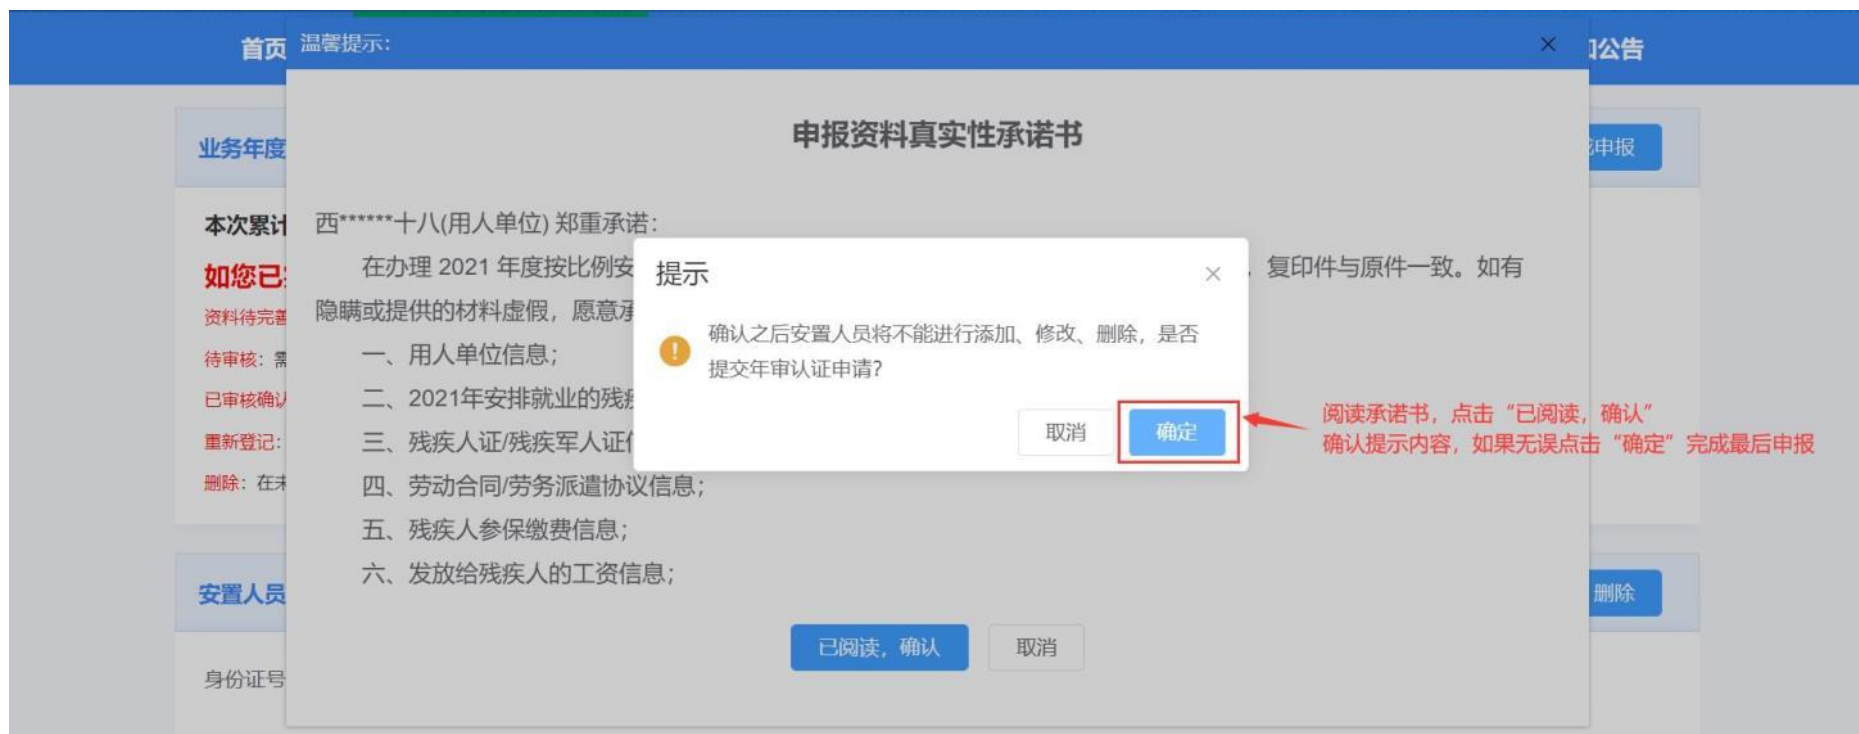 首页
温馨提示：
公告
业务年度
申报资料真实性承诺书
申报
本次累计
西******十八(用人单位) 郑重承诺：
如您已
在办理 2021 年度按比例安
提示
，复印件与原件一致。如有
资料待完善
隐瞒或提供的材料虚假，愿意承
确认之后安置人员将不能进行添加、修改、删除，是否
提交年审认证申请？
待审核：需
一、用人单位信息；
已审核确认
二、2021年安排就业的残疾
取消
确定
阅读承诺书，点击“已阅读，确认”
确认提示内容，如果无误点击“确定”完成最后申报
重新登记：
三、残疾人证/残疾军人证信
删除：在未
四、劳动合同/劳务派遣协议信息；
五、残疾人参保缴费信息；
六、发放给残疾人的工资信息；
安置人员
删除
已阅读，确认
取消
身份证号